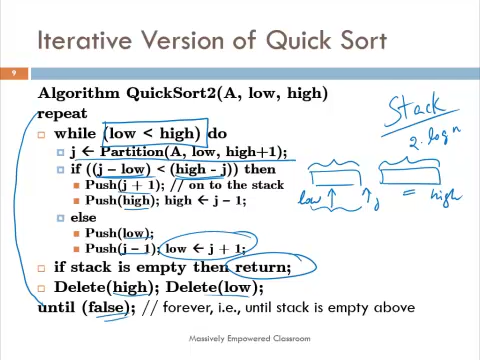 Iterative Version of Quick Sort
9
Algorithm QuickSort2(A, low, high)
repeat
while (low < high) do
j ← Partition(A, low, high+1);
if ((j – low) < (high - j)) then
Push(j + 1); // on to the stack
Push(high); high ← j – 1;
else
Push(low);
Push(j – 1); low ← j + 1;
if stack is empty then return;
Delete(high); Delete(low);
until (false); // forever, i.e., until stack is empty above
Stack
2. log n
low ↑ ↑ j = high
Massively Empowered Classroom